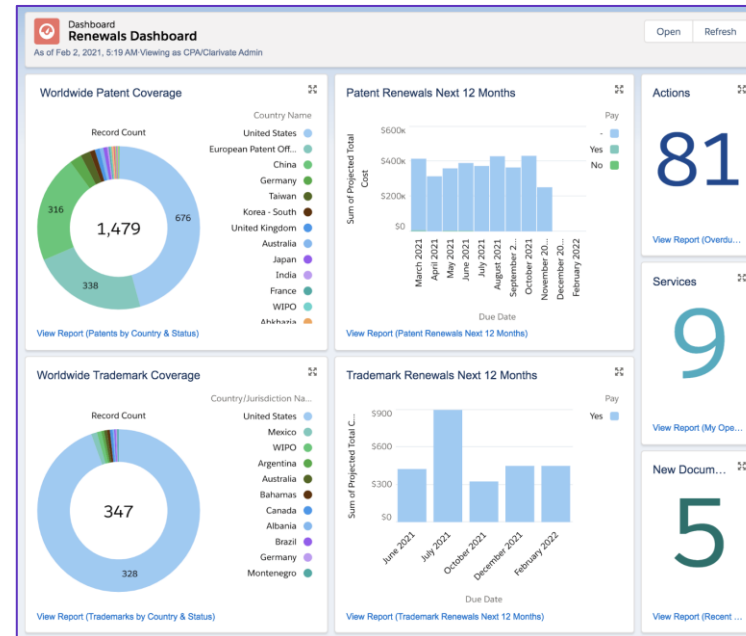 Dashboard
Renewals Dashboard
As of Feb 2, 2021, 5:19 AM·Viewing as CPA/Clarivate Admin
Open
Refresh
Worldwide Patent Coverage
Record Count
1,479
676
338
316
Country Name
United States
European Patent Off...
China
Germany
Taiwan
Korea - South
United Kingdom
Australia
Japan
India
France
WIPO
Abkhazia
View Report (Patents by Country & Status)
Patent Renewals Next 12 Months
Sum of Projected Total
Cost
$600K
$400K
$200K
$0
March 2021
April 2021
May 2021
June 2021
July 2021
August 2021
September 2...
October 2021
November 20...
December 20...
February 2022
Due Date
Pay
-
Yes
No
View Report (Patent Renewals Next 12 Months)
Actions
81
View Report (Overdu...
Services
9
View Report (My Ope...
Worldwide Trademark Coverage
Record Count
347
328
Country/Jurisdiction Na...
United States
Mexico
WIPO
Argentina
Australia
Bahamas
Canada
Albania
Brazil
Germany
Montenegro
View Report (Trademarks by Country & Status)
Trademark Renewals Next 12 Months
Sum of Projected Total C...
$900
$600
$300
$0
June 2021
July 2021
October 2021
December 2021
February 2022
Due Date
Pay
Yes
View Report (Trademark Renewals Next 12 Months)
New Docum...
5
View Report (Recent ...